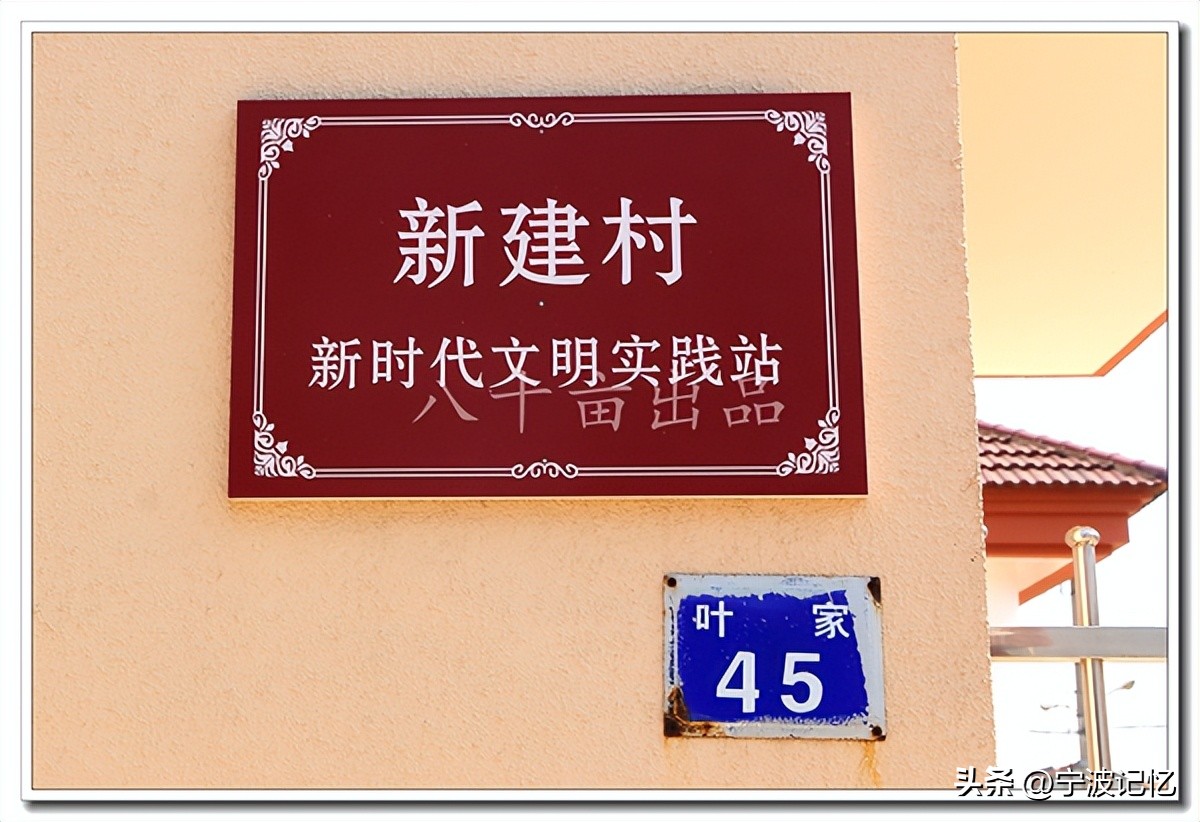 新建村
新时代文明实践站
八千亩出品
叶 家
45
头条 @宁波记忆